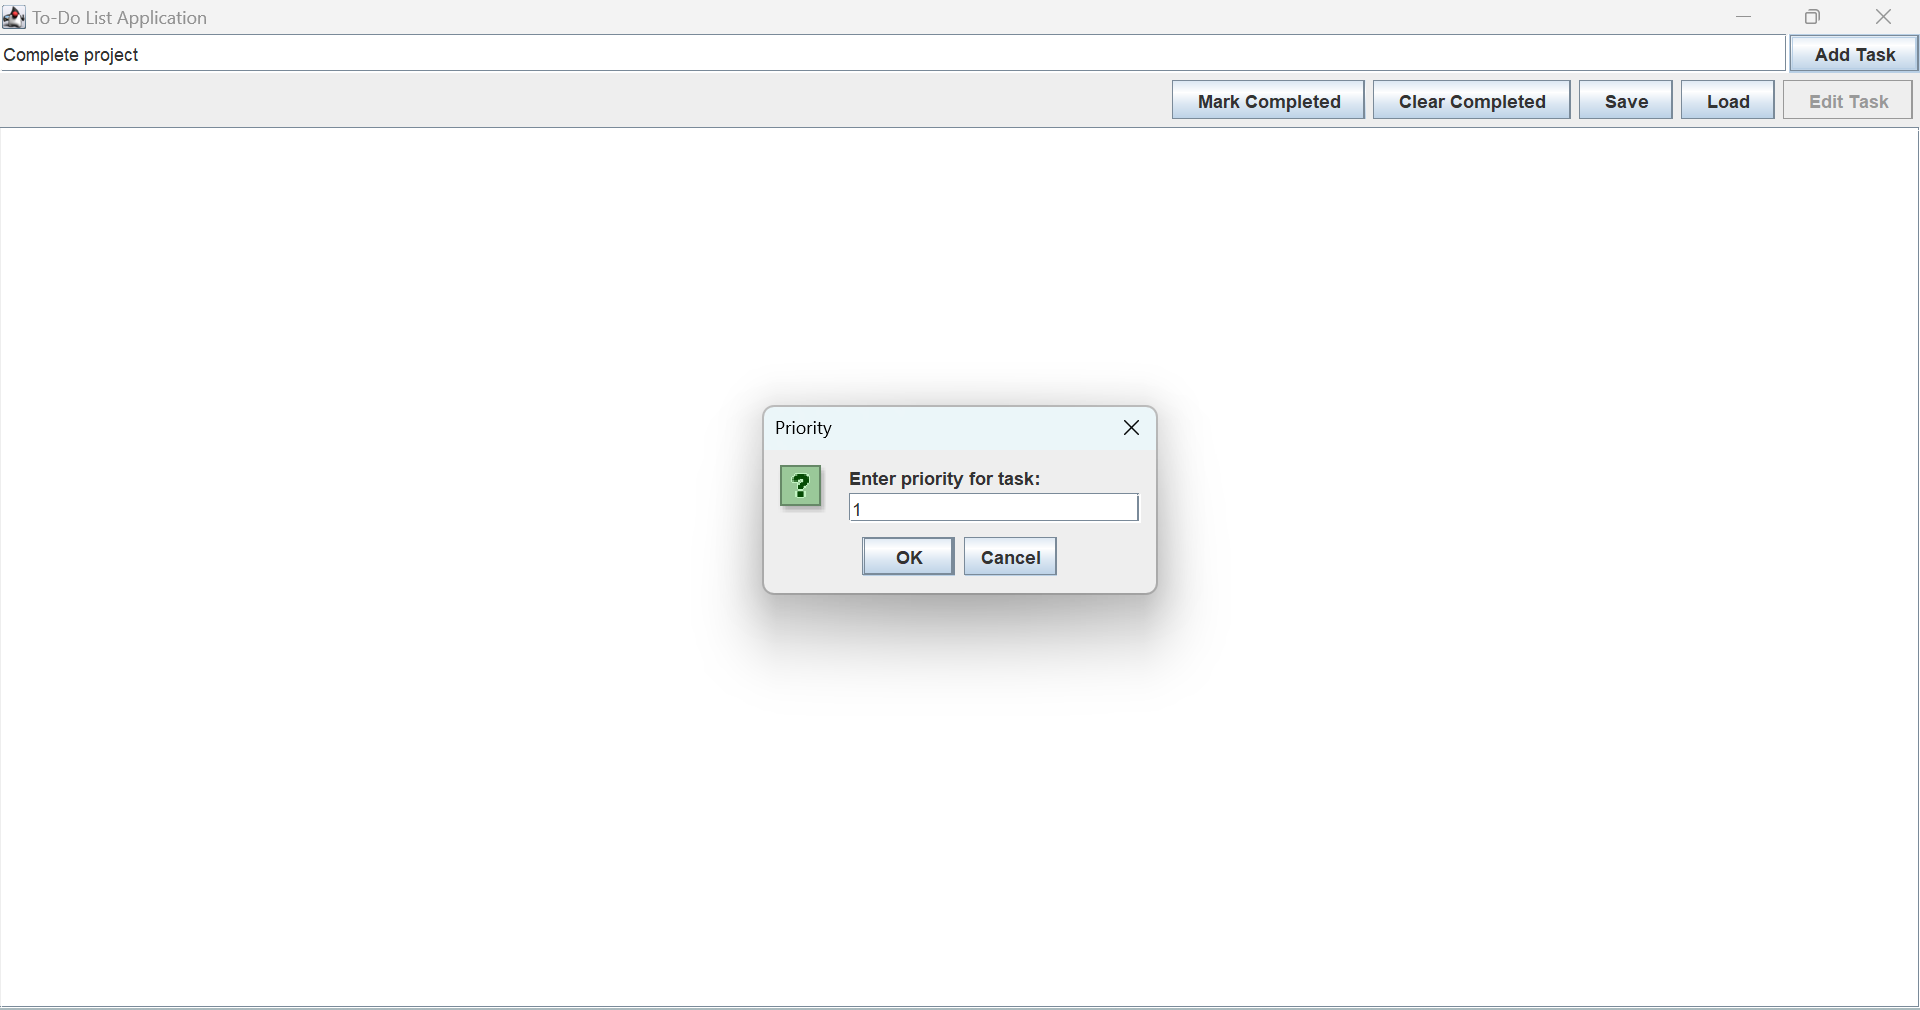 To-Do List Application
Complete project
Add Task
Mark Completed
Clear Completed
Save
Load
Edit Task
Priority
?
Enter priority for task:
1
OK
Cancel